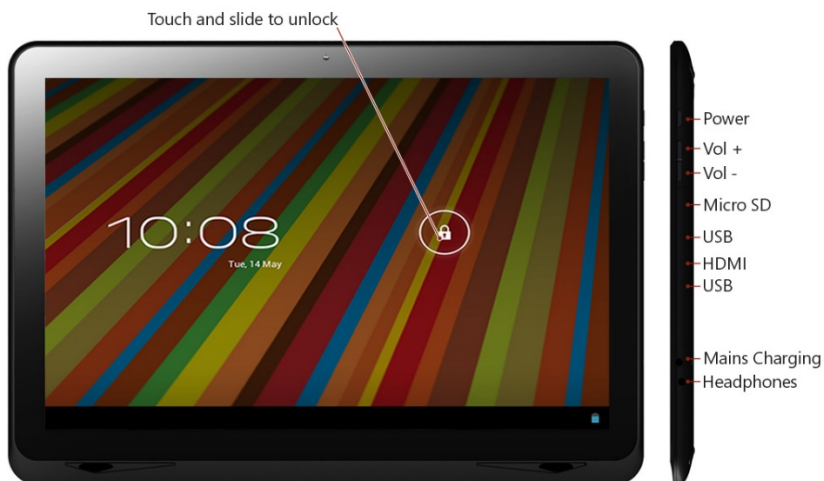 Touch and slide to unlock
10:08
Tue, 14 May
Power
Vol +
Vol -
Micro SD
USB
HDMI
USB
Mains Charging
Headphones